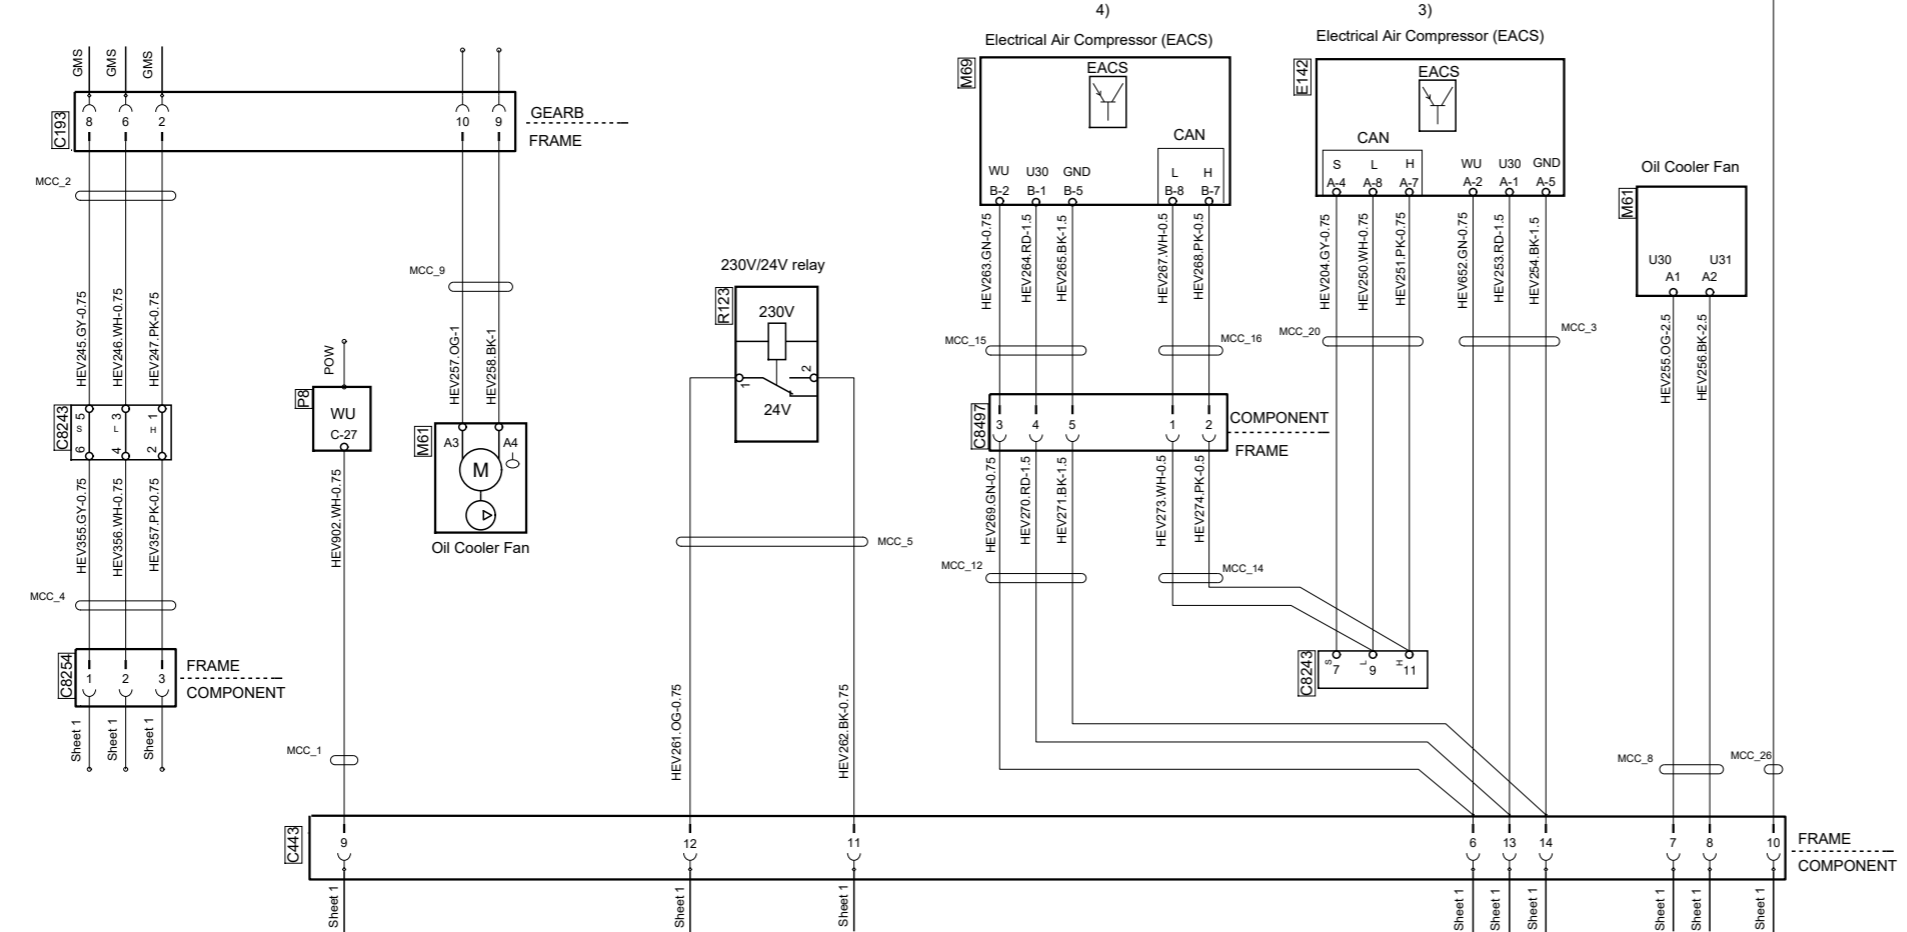 4)
3)
Electrical Air Compressor (EACS)
Electrical Air Compressor (EACS)
GMS
GMS
GMS
M69
EACS
E142
EACS
C193
8
6
2
10
9
GEARB
FRAME
CAN
CAN
WU
U30
GND
L
H
B-2
B-1
B-5
B-8
B-7
S
L
H
WU
U30
GND
A-4
A-8
A-7
A-2
A-1
A-5
Oil Cooler Fan
M61
U30
U31
A1
A2
MCC_2
MCC_9
HEV245.GY-0.75
HEV246.WH-0.75
HEV247.PK-0.75
HEV257.OG-1
HEV258.BK-1
230V/24V relay
R123
230V
1
2
24V
HEV263.GN-0.75
HEV264.RD-1.5
HEV265.BK-1.5
HEV267.WH-0.5
HEV268.PK-0.5
HEV204.GY-0.75
HEV250.WH-0.75
HEV251.PK-0.75
HEV652.GN-0.75
HEV253.RD-1.5
HEV254.BK-1.5
HEV255.OG-2.5
HEV256.BK-2.5
MCC_15
MCC_16
MCC_20
MCC_3
POW
P8
WU
C-27
C8243
5
3
1
S
L
H
6
4
2
M61
A3
A4
M
Oil Cooler Fan
C8497
3
4
5
1
2
COMPONENT
FRAME
HEV355.GY-0.75
HEV356.WH-0.75
HEV357.PK-0.75
HEV902.WH-0.75
HEV269.GN-0.75
HEV270.RD-1.5
HEV271.BK-1.5
HEV273.WH-0.5
HEV274.PK-0.5
MCC_5
MCC_12
MCC_14
MCC_4
C8254
1
2
3
FRAME
COMPONENT
Sheet 1
Sheet 1
Sheet 1
C8243
S
L
H
7
9
11
HEV261.OG-0.75
HEV262.BK-0.75
MCC_1
MCC_8
MCC_26
C443
9
12
11
6
13
14
7
8
10
FRAME
COMPONENT
Sheet 1
Sheet 1
Sheet 1
Sheet 1
Sheet 1
Sheet 1
Sheet 1
Sheet 1
Sheet 1